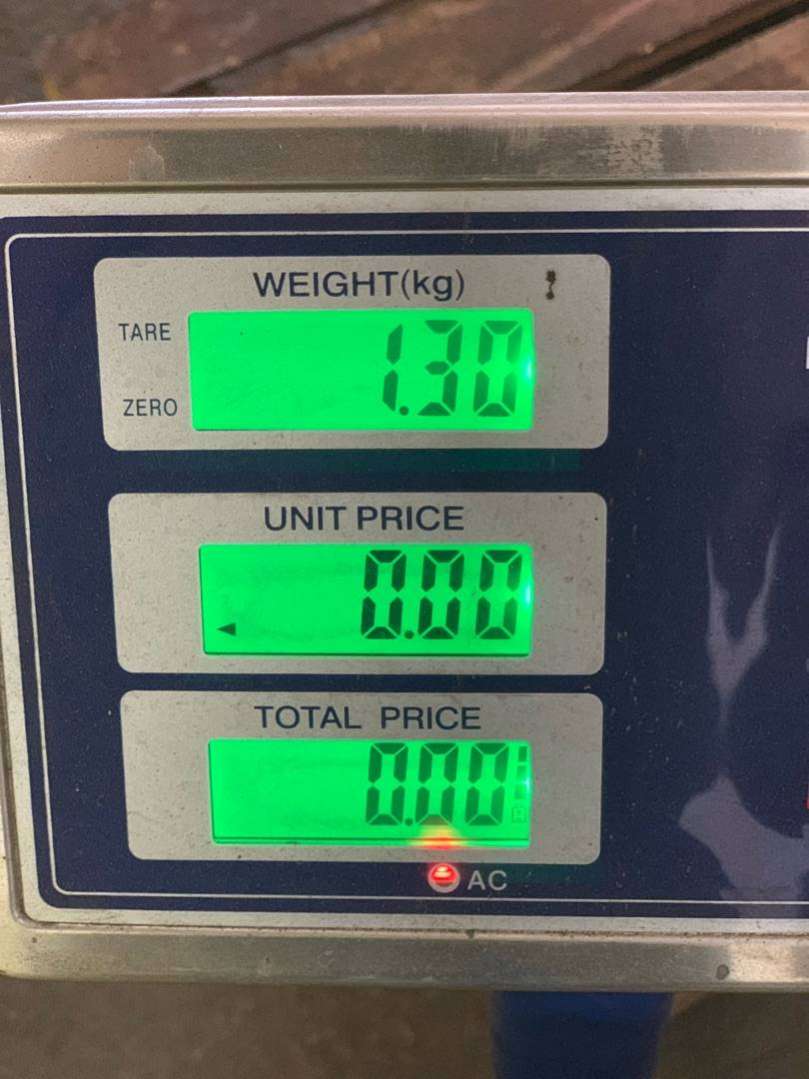 WEIGHT(kg)
TARE
1.30
ZERO
UNIT PRICE
0.00
TOTAL PRICE
0.00
AC